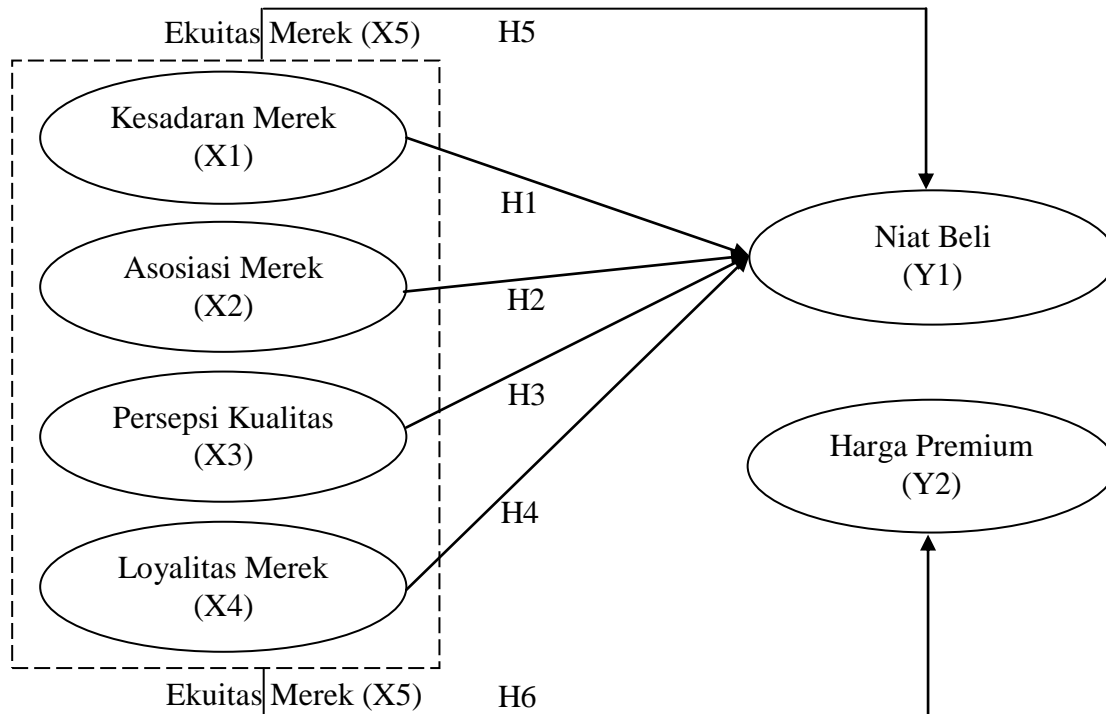 Ekuitas Merek (X5)
H5
Kesadaran Merek
(X1)
H1
Asosiasi Merek
(X2)
H2
Persepsi Kualitas
(X3)
H3
Loyalitas Merek
(X4)
H4
Niat Beli
(Y1)
Harga Premium
(Y2)
Ekuitas Merek (X5)
H6